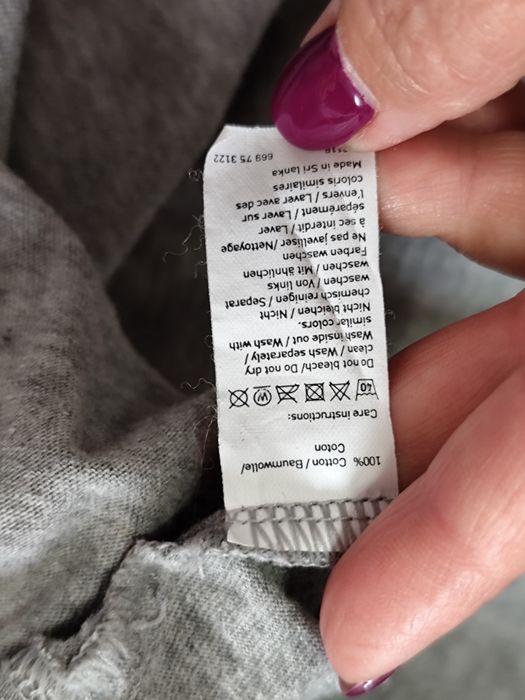 100% Cotton / Baumwolle/
Coton
Care instructions:
40 W
Do not bleach/ Do not dry
clean / Wash separately /
Wash inside out / Wash with
similar colors.
Nicht bleichen / Nicht
chemisch reinigen / Separat
waschen / Von links
waschen / Mit ähnlichen
Farben waschen
Ne pas javelliser /Nettoyage
à sec interdit / Laver
séparément / Laver sur
l'envers / Laver avec des
coloris similaires
Made in Sri lanka
669 75 3122